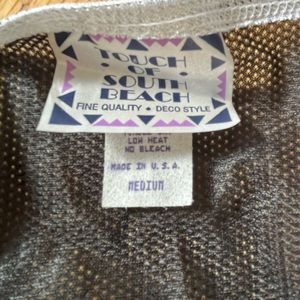 TOUCH
OF
SOUTH
BEACH
FINE QUALITY • DECO STYLE
LOW HEAT
NO BLEACH
MADE IN U.S.A.
MEDIUM